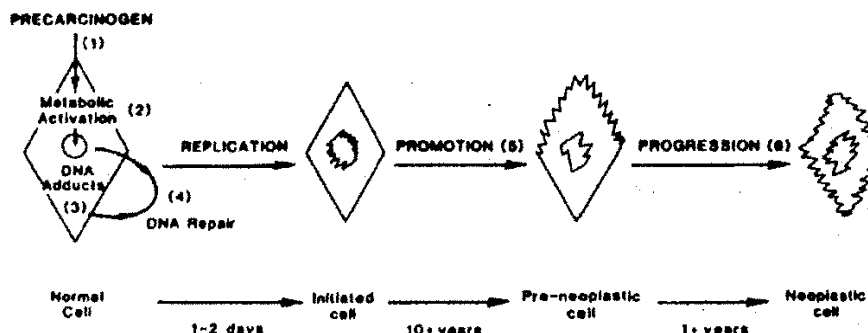 PRECARCINOGEN
(1)
Metabolic (2)
Activation
REPLICATION
PROMOTION (5)
PROGRESSION (6)
DNA
Adducts
(3)
(4)
DNA Repair
Normal
Cell
Initiated
cell
Pre-neoplastic
cell
Neoplastic
cell
1-2 days
10+ years
1+ years